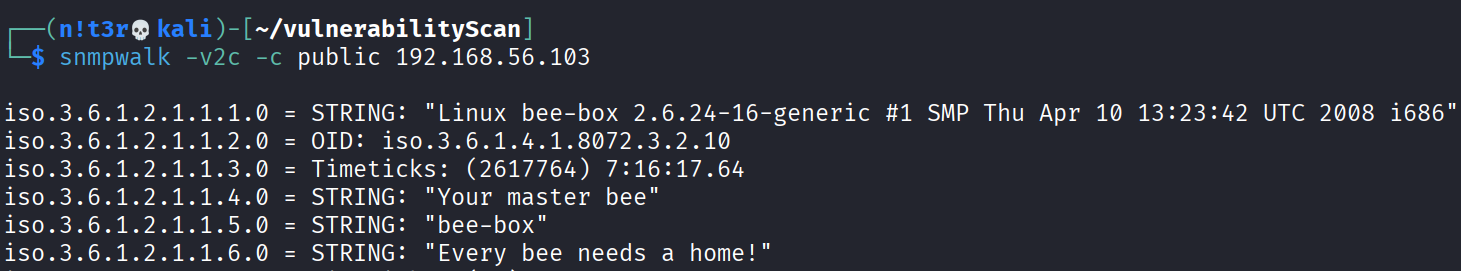 ┌──(n!t3r💀kali)-[~/vulnerabilityScan]
└─$ snmpwalk -v2c -c public 192.168.56.103
iso.3.6.1.2.1.1.1.0 = STRING: "Linux bee-box 2.6.24-16-generic #1 SMP Thu Apr 10 13:23:42 UTC 2008 i686"
iso.3.6.1.2.1.1.2.0 = OID: iso.3.6.1.4.1.8072.3.2.10
iso.3.6.1.2.1.1.3.0 = Timeticks: (2617764) 7:16:17.64
iso.3.6.1.2.1.1.4.0 = STRING: "Your master bee"
iso.3.6.1.2.1.1.5.0 = STRING: "bee-box"
iso.3.6.1.2.1.1.6.0 = STRING: "Every bee needs a home!"